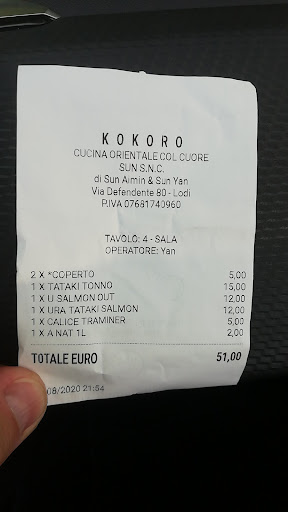 KOKORO
CUCINA ORIENTALE COL CUORE
SUN S.N.C.
di Sun Aimin & Sun Yan
Via Defendente 80 - Lodi
P.IVA 07681740960
TAVOLO: 4 - SALA
OPERATORE: Yan
2 X *COPERTO 5,00
1 X TATAKI TONNO 15,00
1 X U SALMON OUT 12,00
1 X URA TATAKI SALMON 12,00
1 X CALICE TRAMINER 5,00
1 X A NAT 1L 2,00
TOTALE EURO 51,00
08/2020 21:54